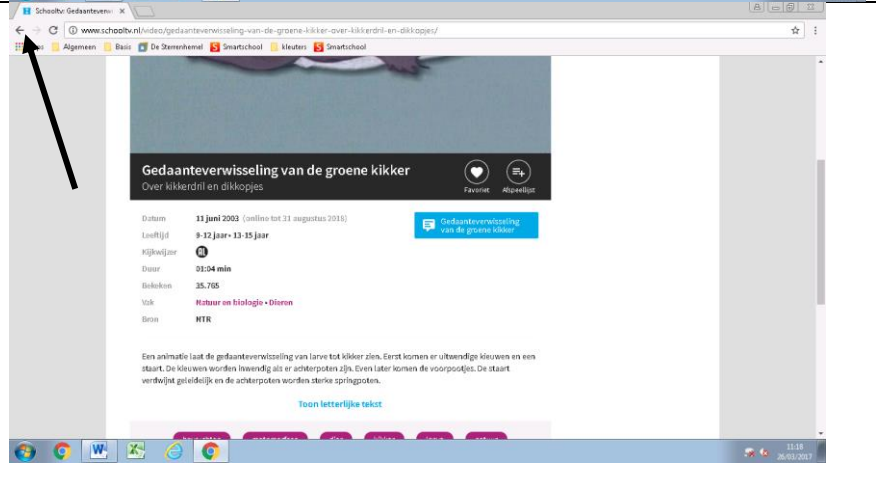 Schooltv: Gedaanteverwi
www.schooltv.nl/video/gedaanteverwisseling-van-de-groene-kikker-over-kikkerdril-en-dikkopjes/
Algemeen Basis De Sterrenhemel Smartschool kleuters Smartschool
Gedaanteverwisseling van de groene kikker
Over kikkerdril en dikkopjes
Favoriet Afspeellijst
Datum 11 juni 2003 (online tot 31 augustus 2018)
Gedaanteverwisseling
van de groene kikker
Leeftijd 9-12 jaar • 13-15 jaar
Kijkwijzer AL
Duur 01:04 min
Bekeken 35.765
Vak Natuur en biologie • Dieren
Bron NTR
Een animatie laat de gedaanteverwisseling van larve tot kikker zien. Eerst komen er uitwendige kieuwen en een
staart. De kieuwen worden inwendig als er achterpoten zijn. Even later komen de voorpootjes. De staart
verdwijnt geleidelijk en de achterpoten worden sterke springpoten.
Toon letterlijke tekst
11:16
26/03/2017